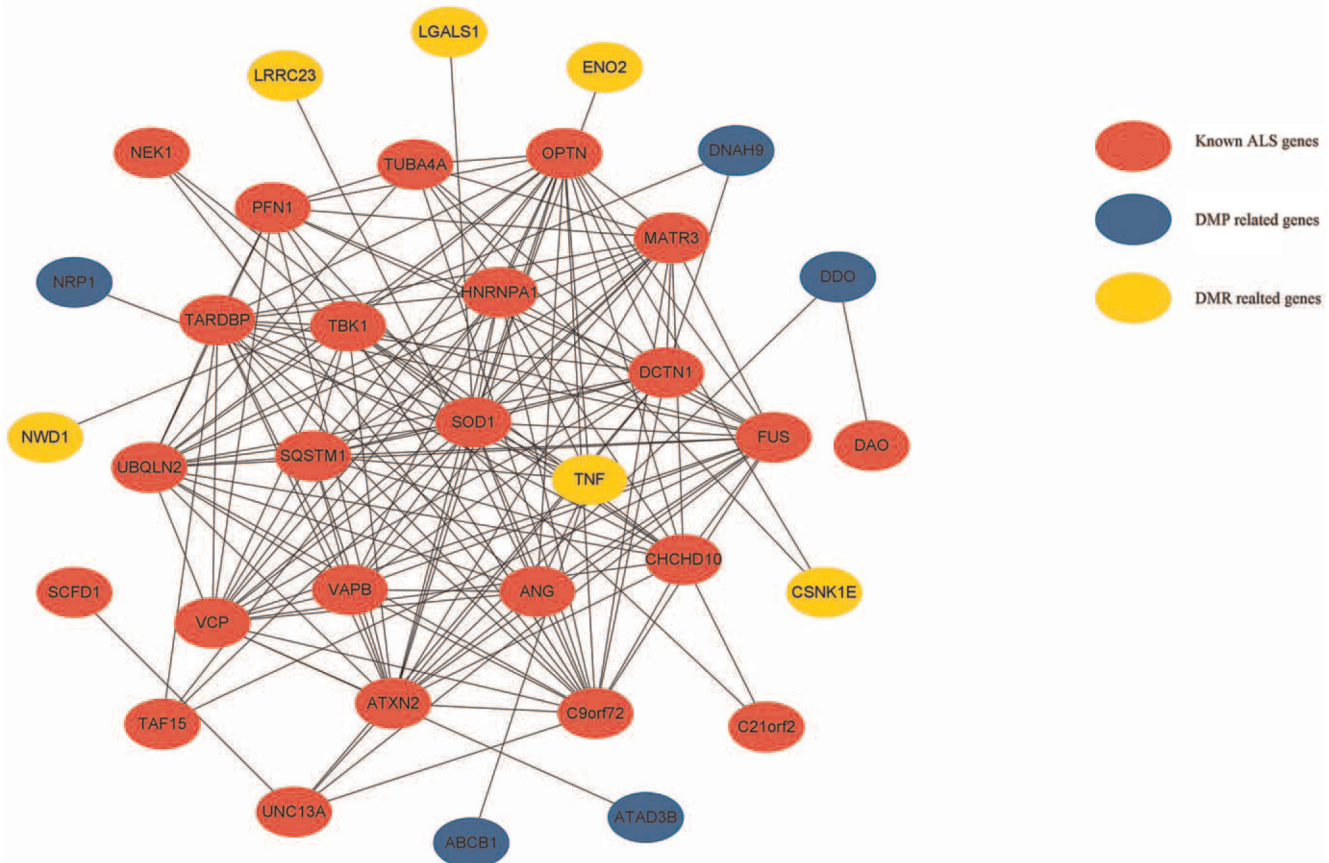 LGALS1
LRRC23
ENO2
NEK1
TUBA4A
OPTN
DNAH9
PFN1
MATR3
NRP1
HNRNPA1
DDO
TARDBP
TBK1
DCTN1
SOD1
NWD1
UBQLN2
SQSTM1
FUS
DAO
TNF
CHCHD10
SCFD1
VAPB
ANG
CSNK1E
VCP
ATXN2
C9orf72
TAF15
C21orf2
UNC13A
ATAD3B
ABCB1
Known ALS genes
DMP related genes
DMR realted genes